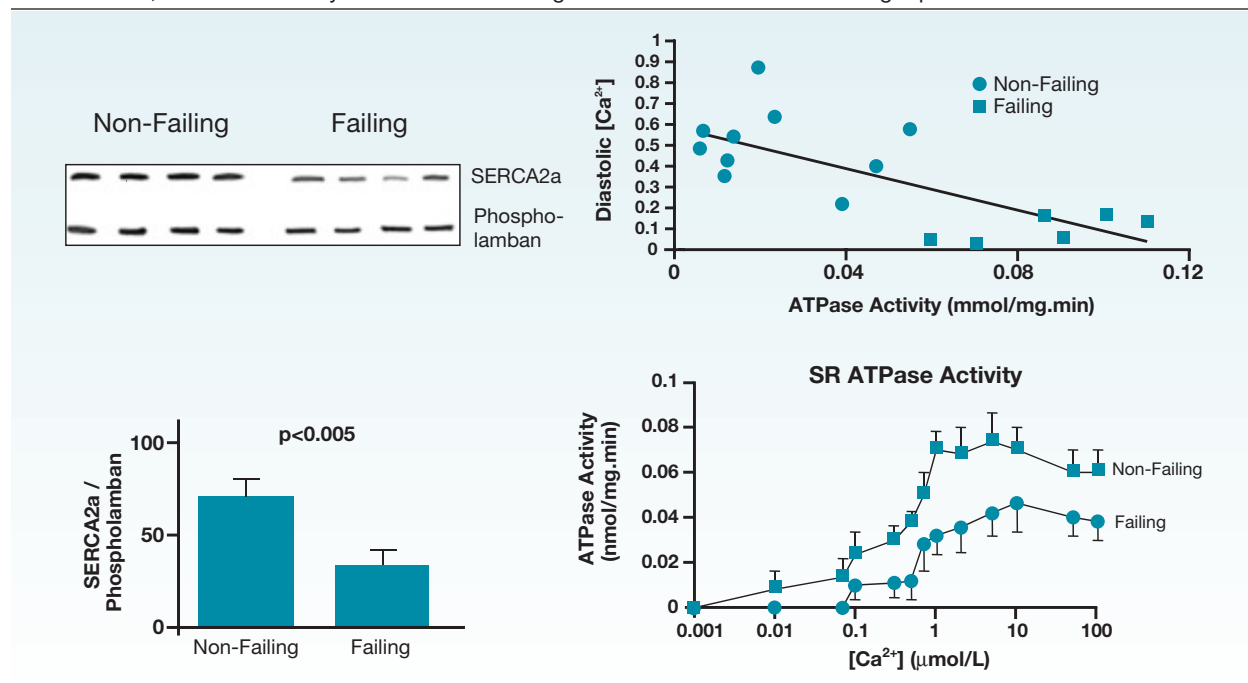 Non-Failing
Failing
SERCA2a
Phospho-
lamban
Diastolic [Ca2+]
1
0.9
0.8
0.7
0.6
0.5
0.4
0.3
0.2
0.1
0
Non-Failing
Failing
0
0.04
0.08
0.12
ATPase Activity (mmol/mg.min)
SERCA2a /
Phospholamban
100
50
0
p<0.005
Non-Failing
Failing
SR ATPase Activity
ATPase Activity
(nmol/mg.min)
0.1
0.08
0.06
0.04
0.02
0
Non-Failing
Failing
0.001
0.01
0.1
1
10
100
[Ca2+] (μmol/L)